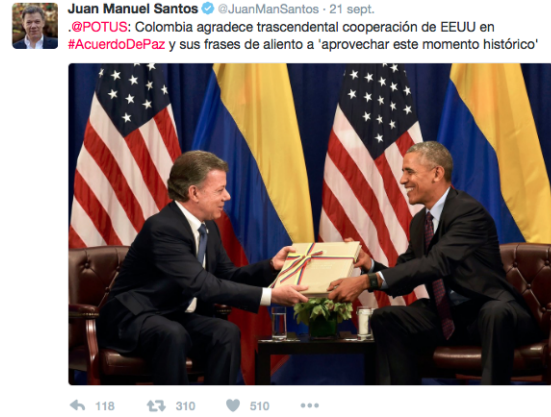 Juan Manuel Santos @JuanManSantos · 21 sept.
.@POTUS: Colombia agradece trascendental cooperación de EEUU en
#AcuerdoDePaz y sus frases de aliento a 'aprovechar este momento histórico'
118 310 510